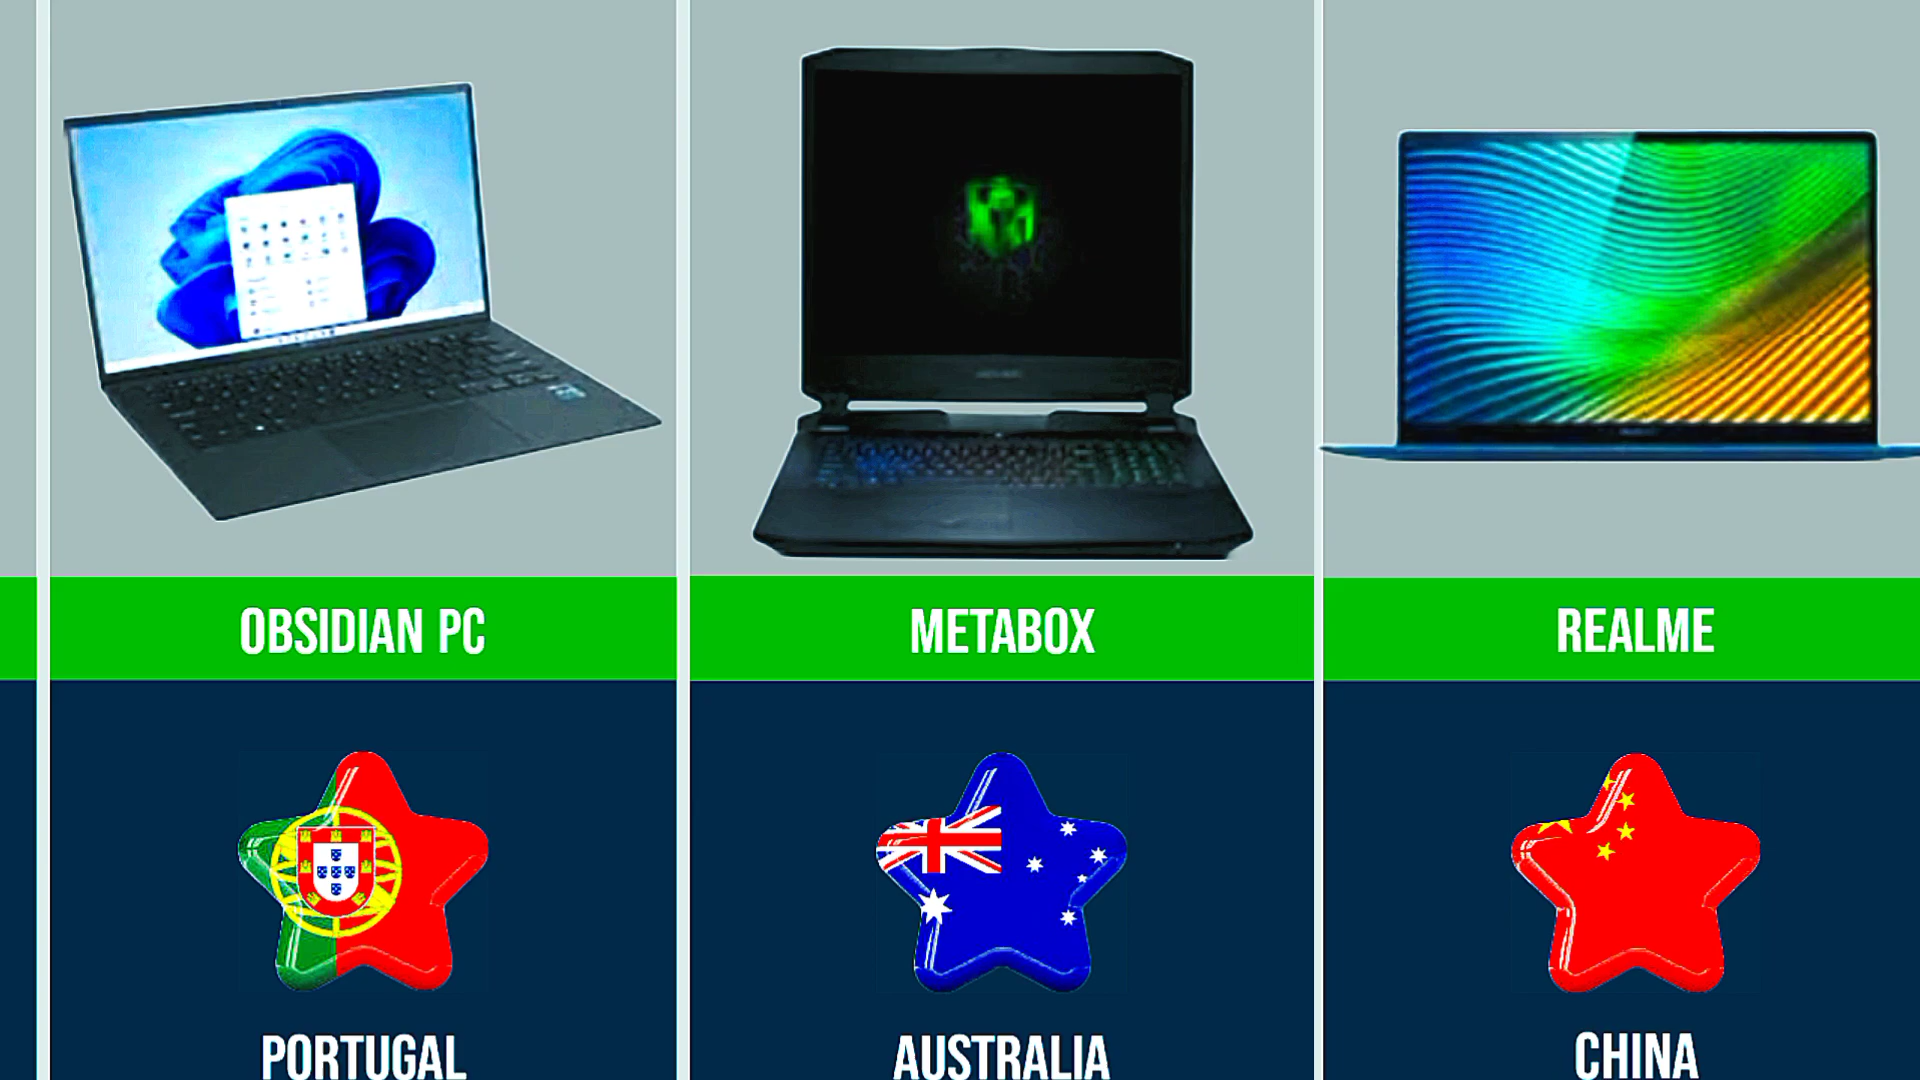 OBSIDIAN PC
METABOX
REALME
PORTUGAL
AUSTRALIA
CHINA